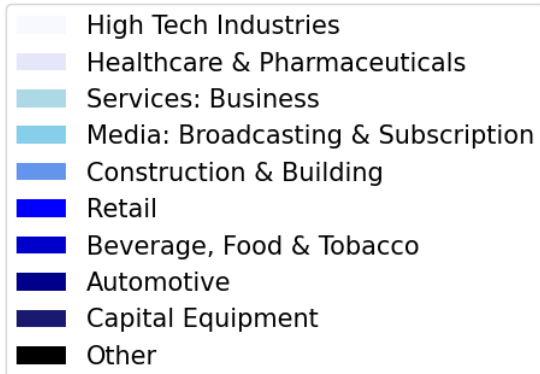 High Tech Industries
Healthcare & Pharmaceuticals
Services: Business
Media: Broadcasting & Subscription
Construction & Building
Retail
Beverage, Food & Tobacco
Automotive
Capital Equipment
Other